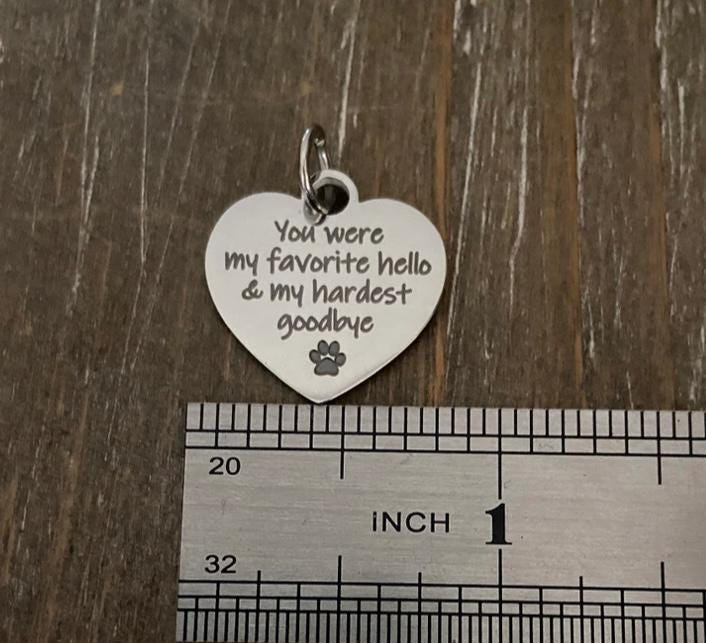 You were
my favorite hello
& my hardest
goodbye
20
INCH 1
32